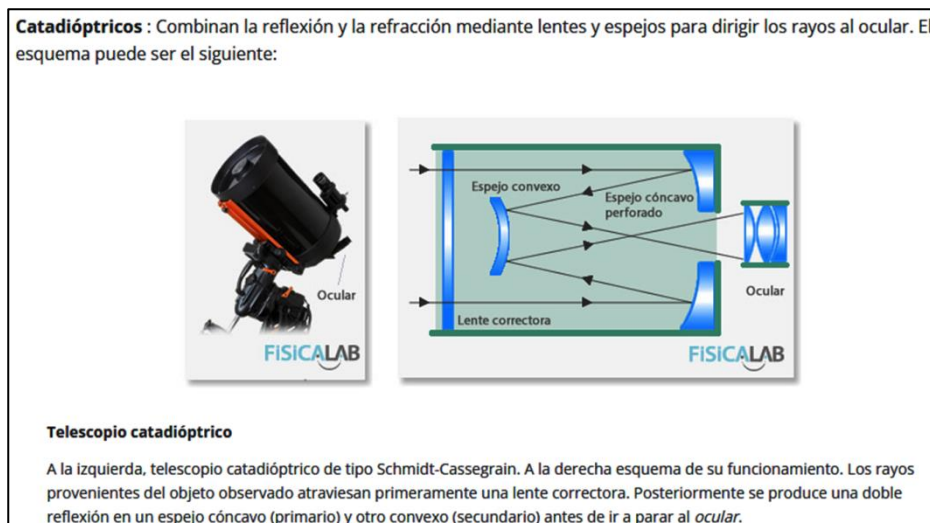 Catadióptricos : Combinan la reflexión y la refracción mediante lentes y espejos para dirigir los rayos al ocular. El
esquema puede ser el siguiente:
Ocular
FiSiCALAB
Espejo convexo
Espejo cóncavo
perforado
Ocular
Lente correctora
FiSiCALAB
Telescopio catadióptrico
A la izquierda, telescopio catadióptrico de tipo Schmidt-Cassegrain. A la derecha esquema de su funcionamiento. Los rayos
provenientes del objeto observado atraviesan primeramente una lente correctora. Posteriormente se produce una doble
reflexión en un espejo cóncavo (primario) y otro convexo (secundario) antes de ir a parar al ocular.